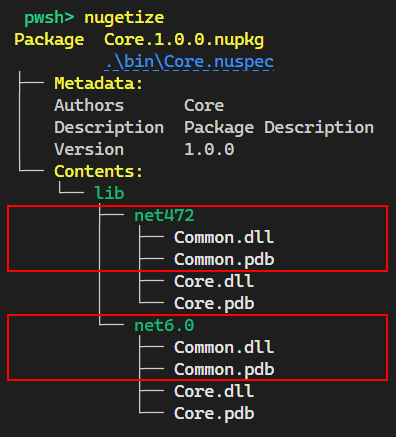 pwsh> nugetize
Package  Core.1.0.0.nupkg
.\bin\Core.nuspec
Metadata:
Authors      Core
Description  Package Description
Version      1.0.0
Contents:
lib
net472
Common.dll
Common.pdb
Core.dll
Core.pdb
net6.0
Common.dll
Common.pdb
Core.dll
Core.pdb